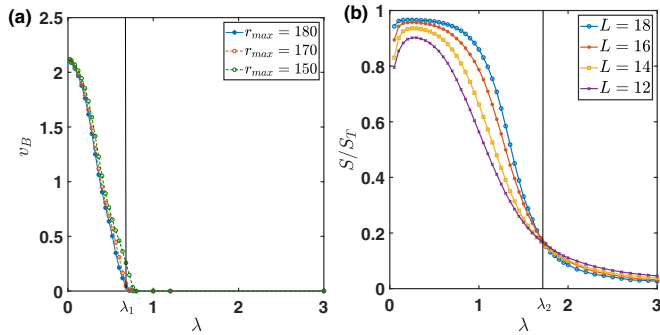 (a)
r_max = 180
r_max = 170
r_max = 150
v_B
2.5
2
1.5
1
0.5
0
0 λ_1 1 2 3
λ
(b)
L = 18
L = 16
L = 14
L = 12
S/S_T
1
0.8
0.6
0.4
0.2
0
0 1 λ_2 2 3
λ